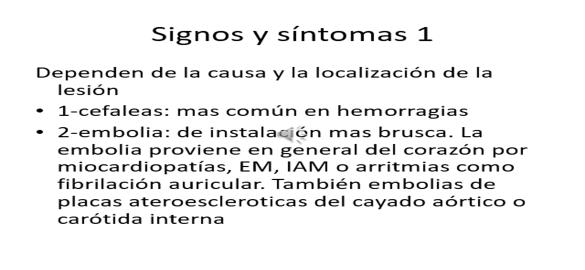 Signos y síntomas 1
Dependen de la causa y la localización de la
lesión
• 1-cefaleas: mas común en hemorragias
• 2-embolia: de instalación mas brusca. La
embolia proviene en general del corazón por
miocardiopatías, EM, IAM o arritmias como
fibrilación auricular. También embolias de
placas ateroescleroticas del cayado aórtico o
carótida interna